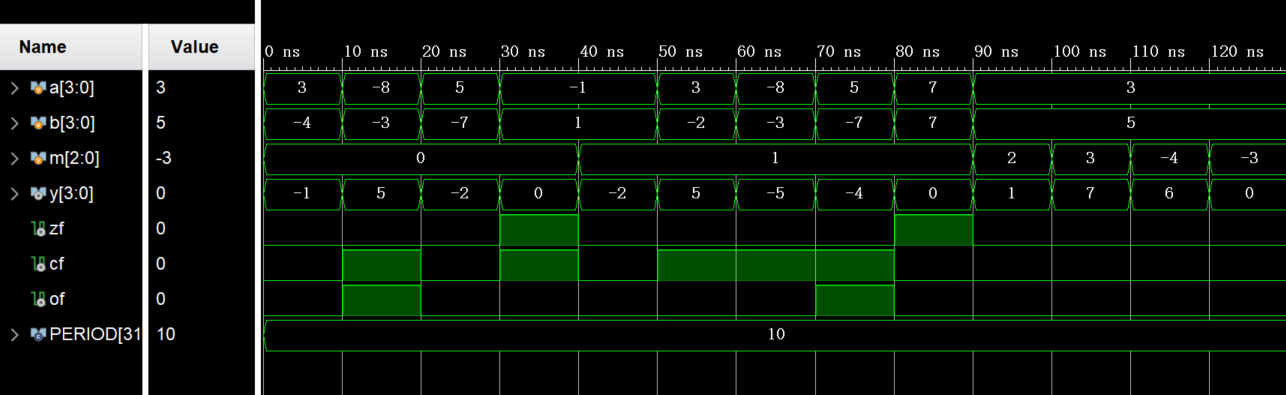 Name Value
0 ns 10 ns 20 ns 30 ns 40 ns 50 ns 60 ns 70 ns 80 ns 90 ns 100 ns 110 ns 120 ns
a[3:0] 3 3 -8 5 -1 3 -8 5 7 3
b[3:0] 5 -4 -3 -7 1 -2 -3 -7 7 5
m[2:0] -3 0 1 2 3 -4 -3
y[3:0] 0 -1 5 -2 0 -2 5 -5 -4 0 1 7 6 0
zf 0
cf 0
of 0
PERIOD[31 10 10